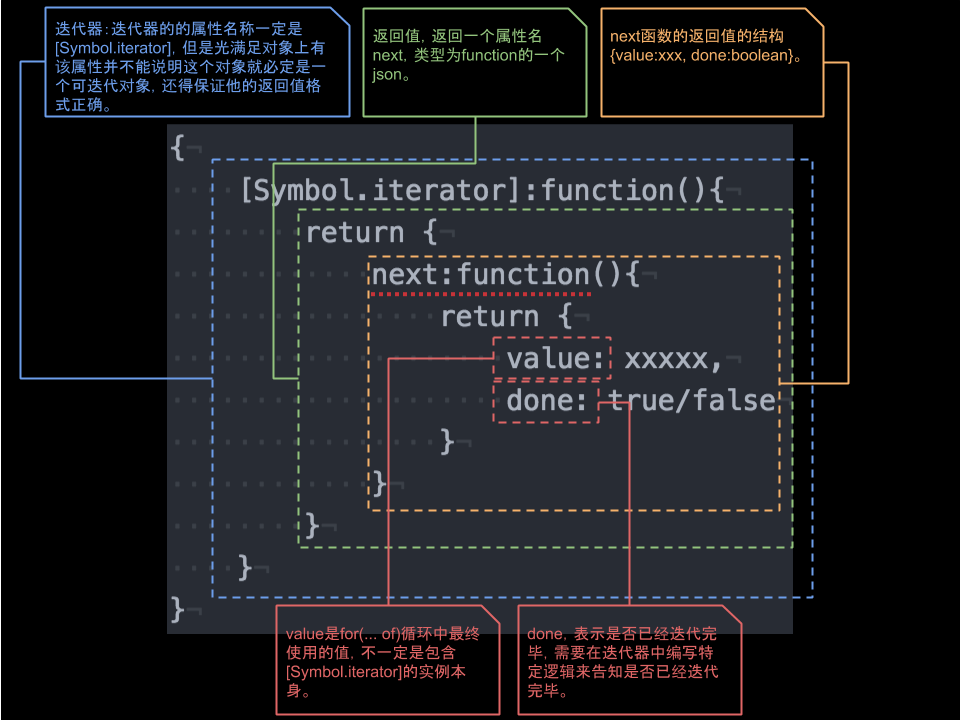 迭代器：迭代器的的属性名称一定是
[Symbol.iterator]，但是光满足对象上有
该属性并不能说明这个对象就必定是一
个可迭代对象，还得保证他的返回值格
式正确。
返回值，返回一个属性名
next，类型为function的一个
json。
next函数的返回值的结构
{value:xxx, done:boolean}。
{
[Symbol.iterator]:function(){
return {
next:function(){
return {
value: xxxxx,
done: true/false
}
}
}
}
}
value是for(... of)循环中最终
使用的值，不一定是包含
[Symbol.iterator]的实例本
身。
done，表示是否已经迭代完
毕，需要在迭代器中编写特
定逻辑来告知是否已经迭代
完毕。